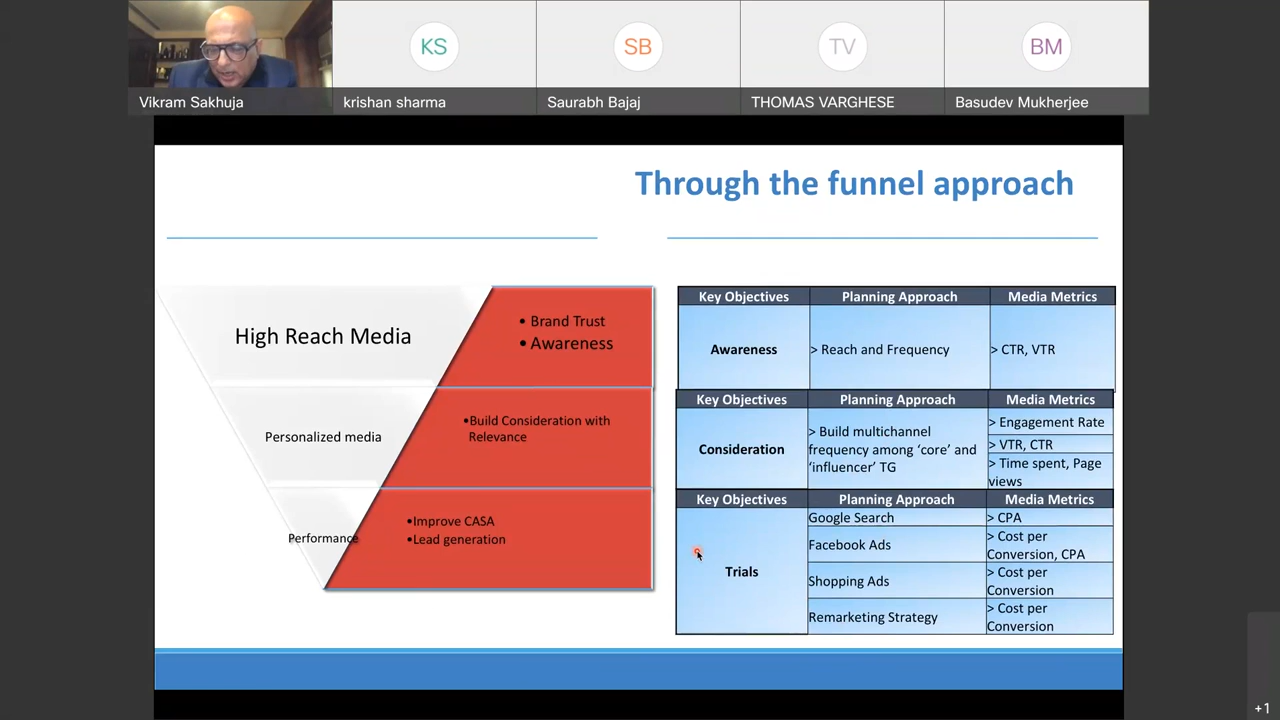 KS
SB
TV
BM
Vikram Sakhuja
krishan sharma
Saurabh Bajaj
THOMAS VARGHESE
Basudev Mukherjee
Through the funnel approach
High Reach Media
• Brand Trust
• Awareness
Personalized media
•Build Consideration with
Relevance
Performance
•Improve CASA
•Lead generation
Key Objectives Planning Approach Media Metrics
Awareness > Reach and Frequency > CTR, VTR
Key Objectives Planning Approach Media Metrics
Consideration
> Build multichannel
frequency among ‘core’ and
‘influencer’ TG
> Engagement Rate
> VTR, CTR
> Time spent, Page
views
Key Objectives Planning Approach Media Metrics
Trials
Google Search > CPA
Facebook Ads
> Cost per
Conversion, CPA
Shopping Ads
> Cost per
Conversion
Remarketing Strategy
> Cost per
Conversion
+1